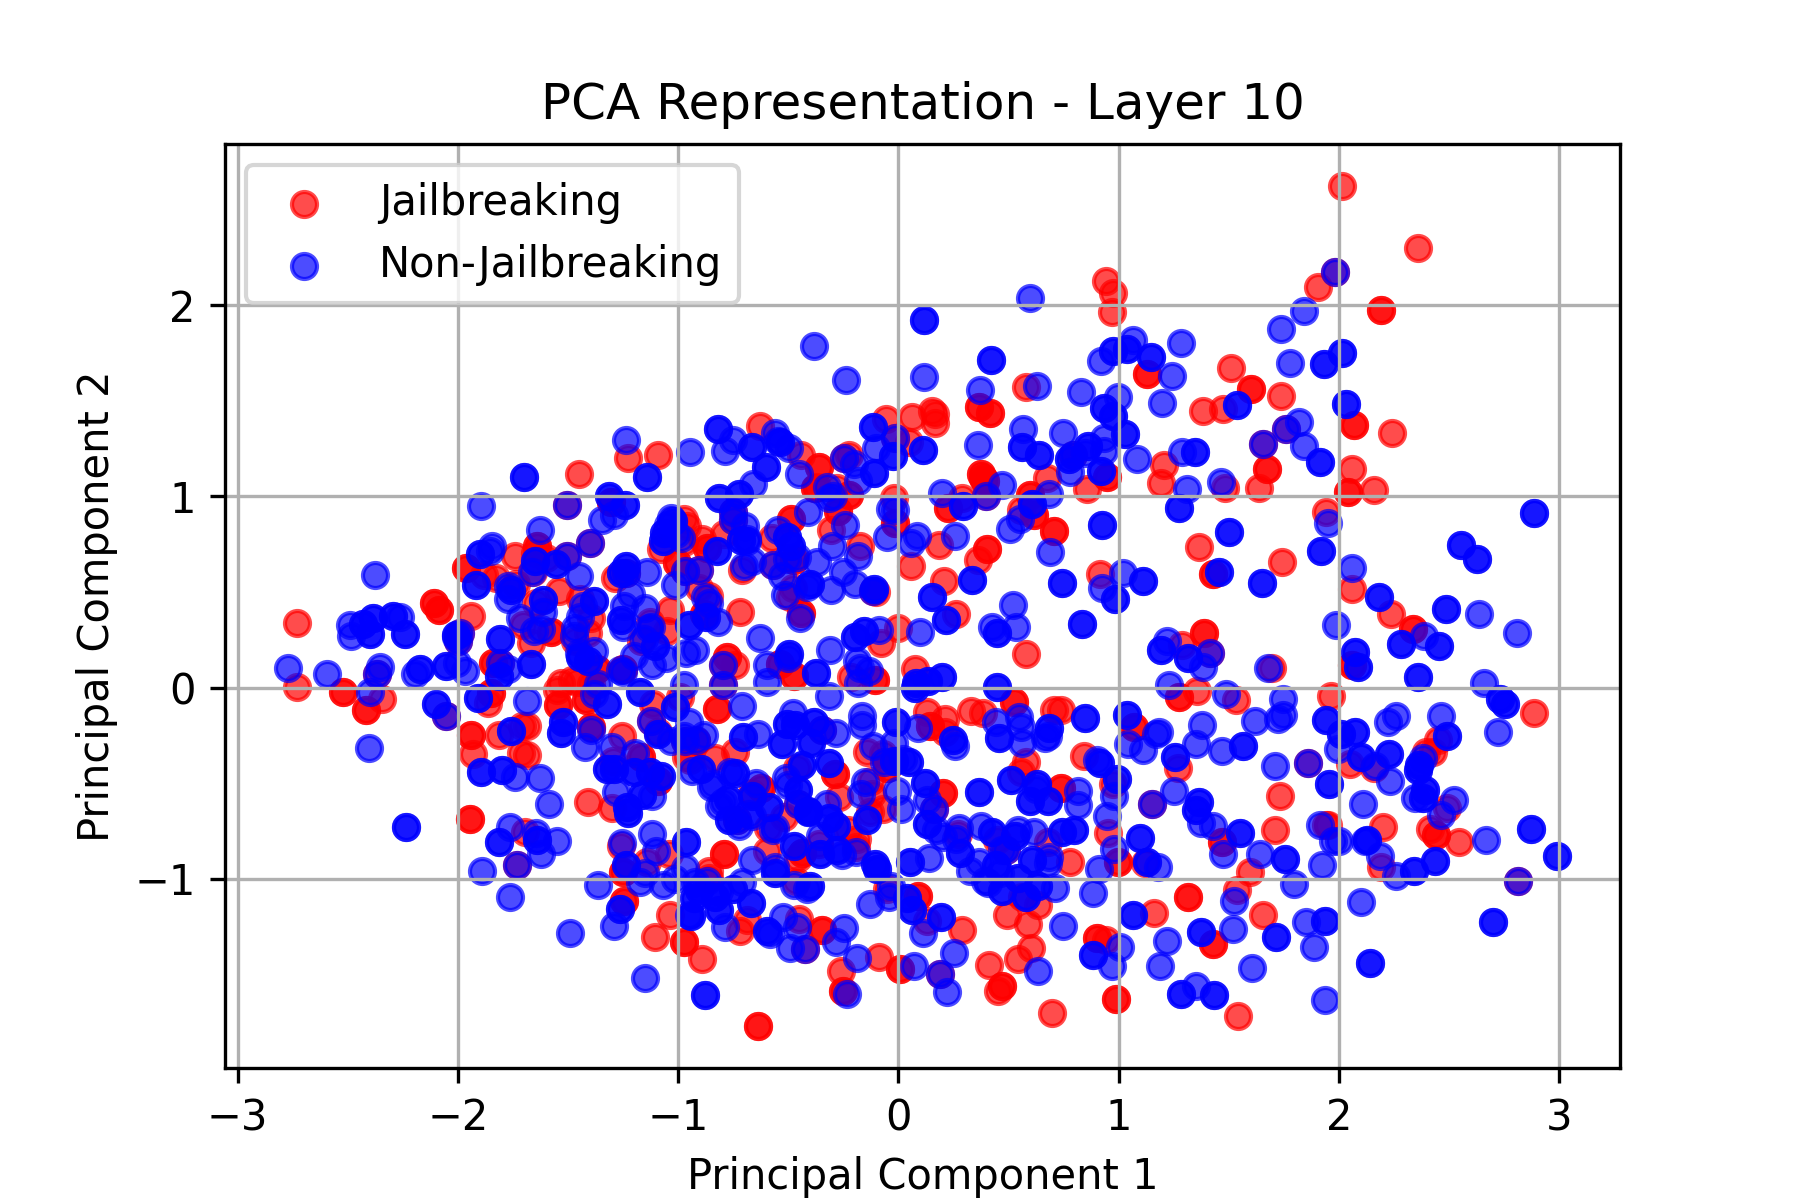 PCA Representation - Layer 10
Jailbreaking
Non-Jailbreaking
Principal Component 2
2
1
0
−1
−3
−2
−1
0
1
2
3
Principal Component 1